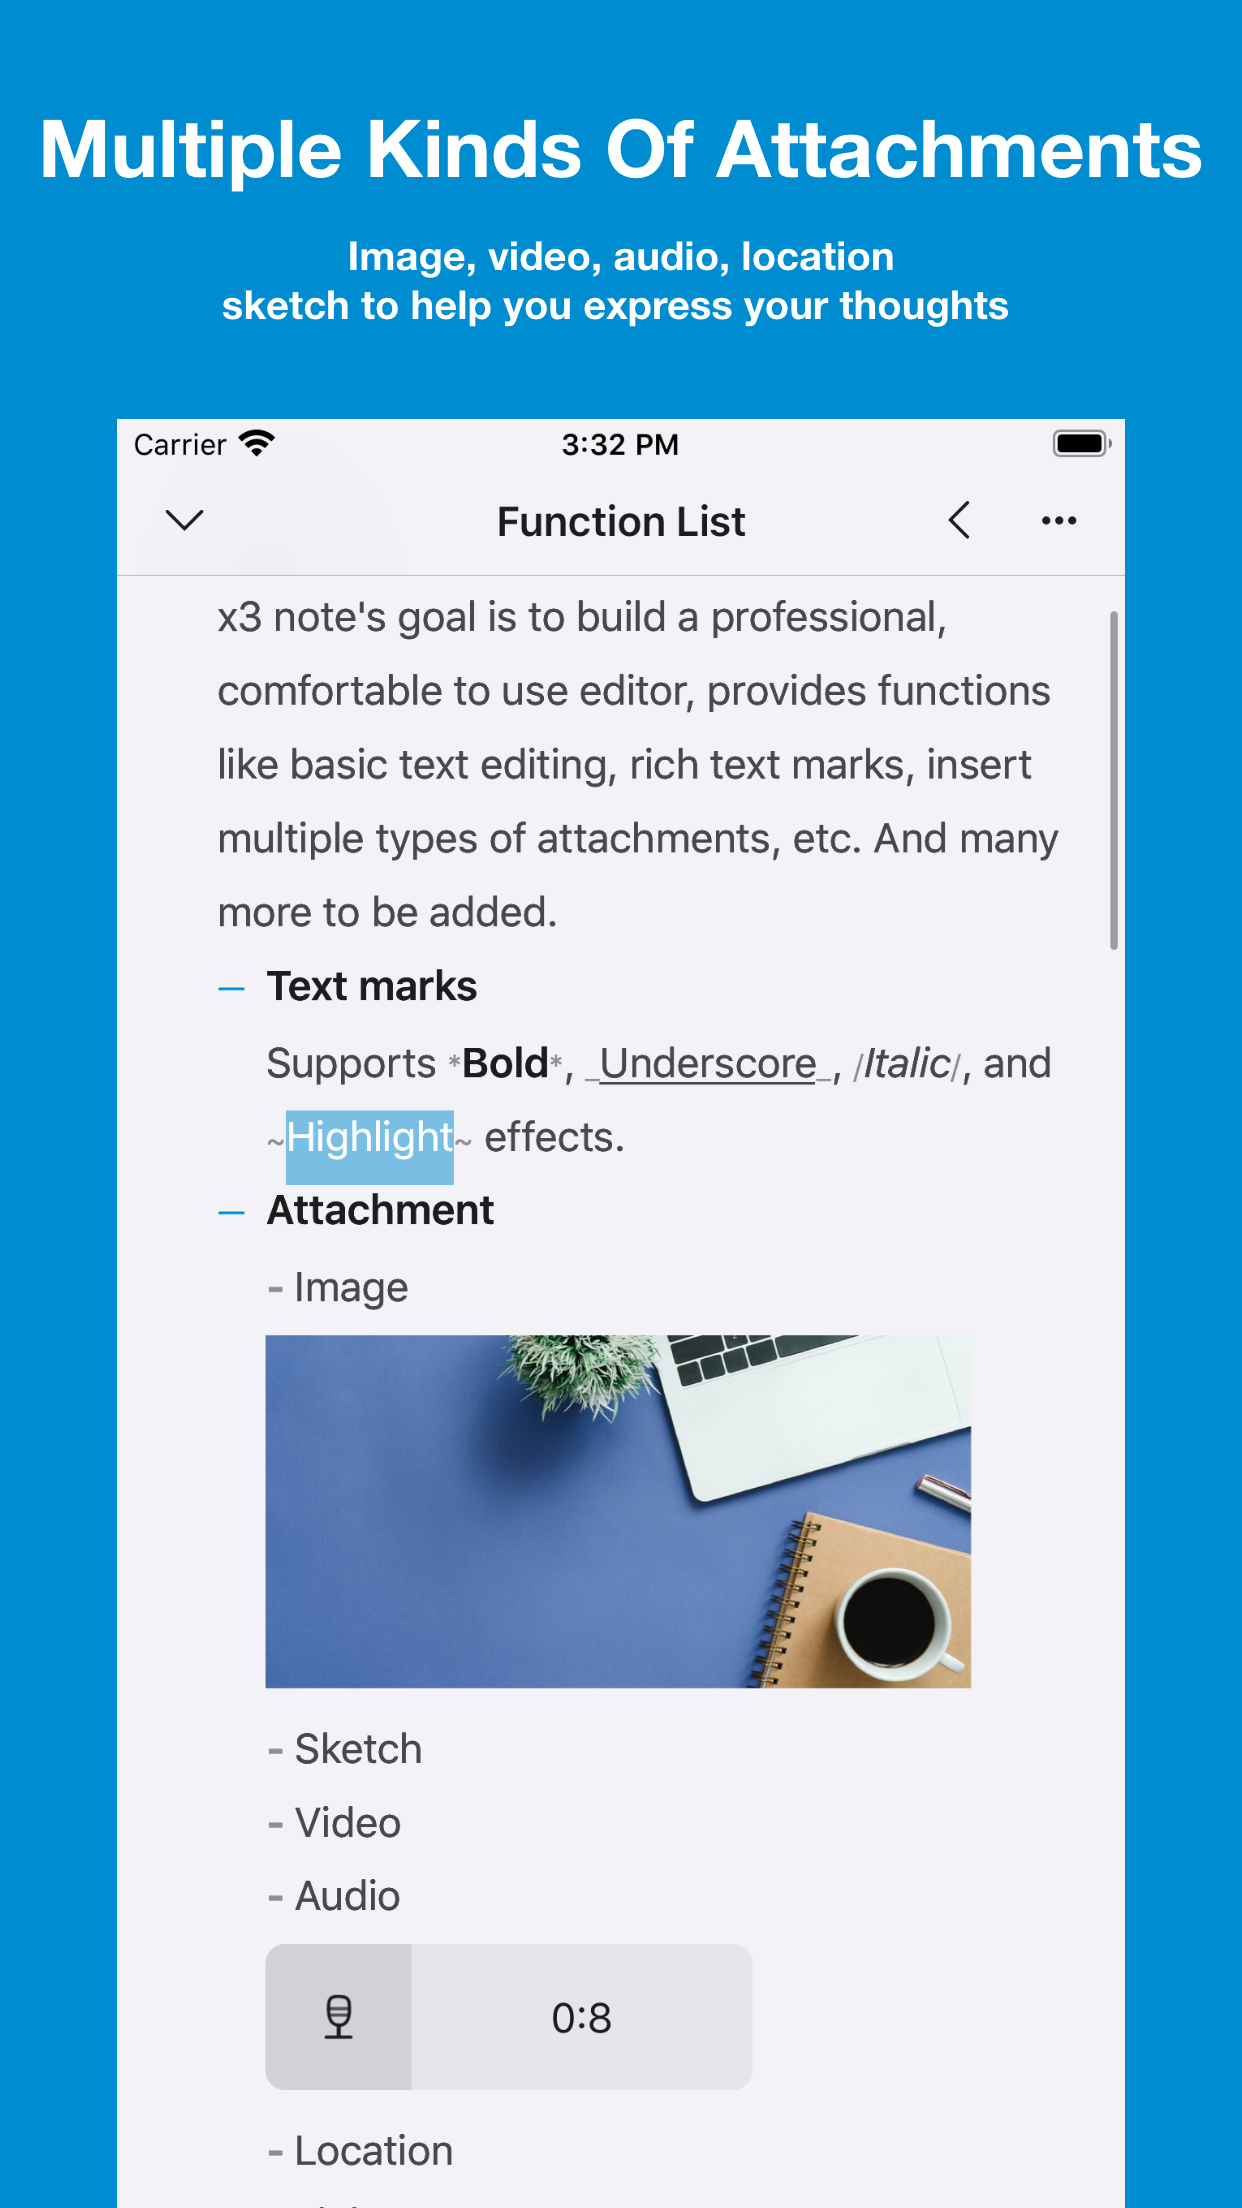 Multiple Kinds Of Attachments
Image, video, audio, location
sketch to help you express your thoughts
Carrier 3:32 PM
Function List
x3 note's goal is to build a professional,
comfortable to use editor, provides functions
like basic text editing, rich text marks, insert
multiple types of attachments, etc. And many
more to be added.
– Text marks
Supports *Bold*, _Underscore_, /Italic/, and
~Highlight~ effects.
– Attachment
- Image
- Sketch
- Video
- Audio
0:8
- Location